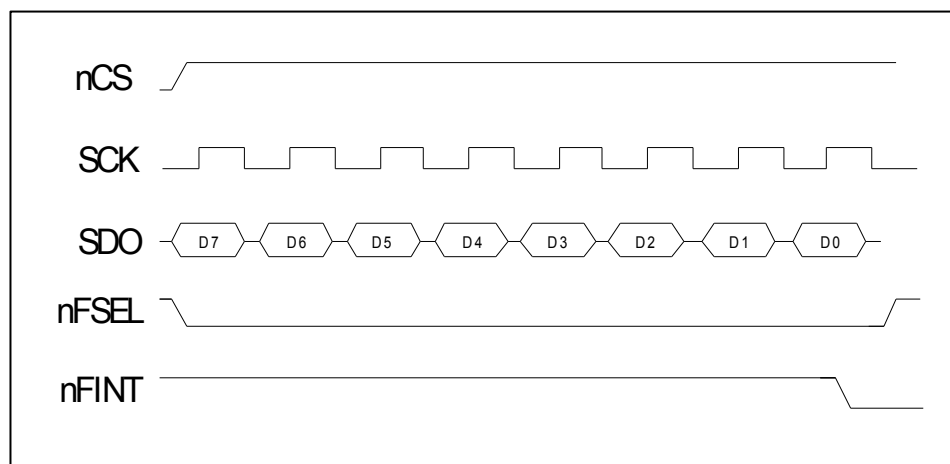 nCS
SCK
SDO D7 D6 D5 D4 D3 D2 D1 D0
nFSEL
nFINT